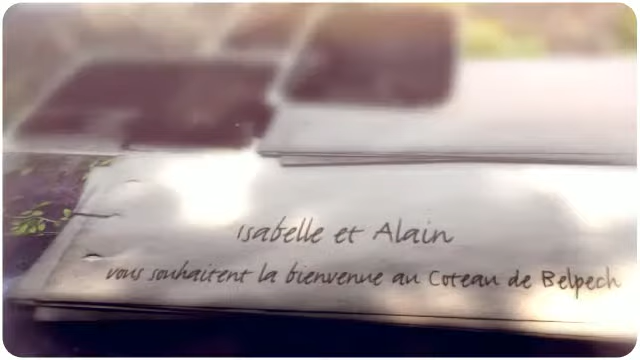 Isabelle et Alain
vous souhaitent la bienvenue au Coteau de Belpech